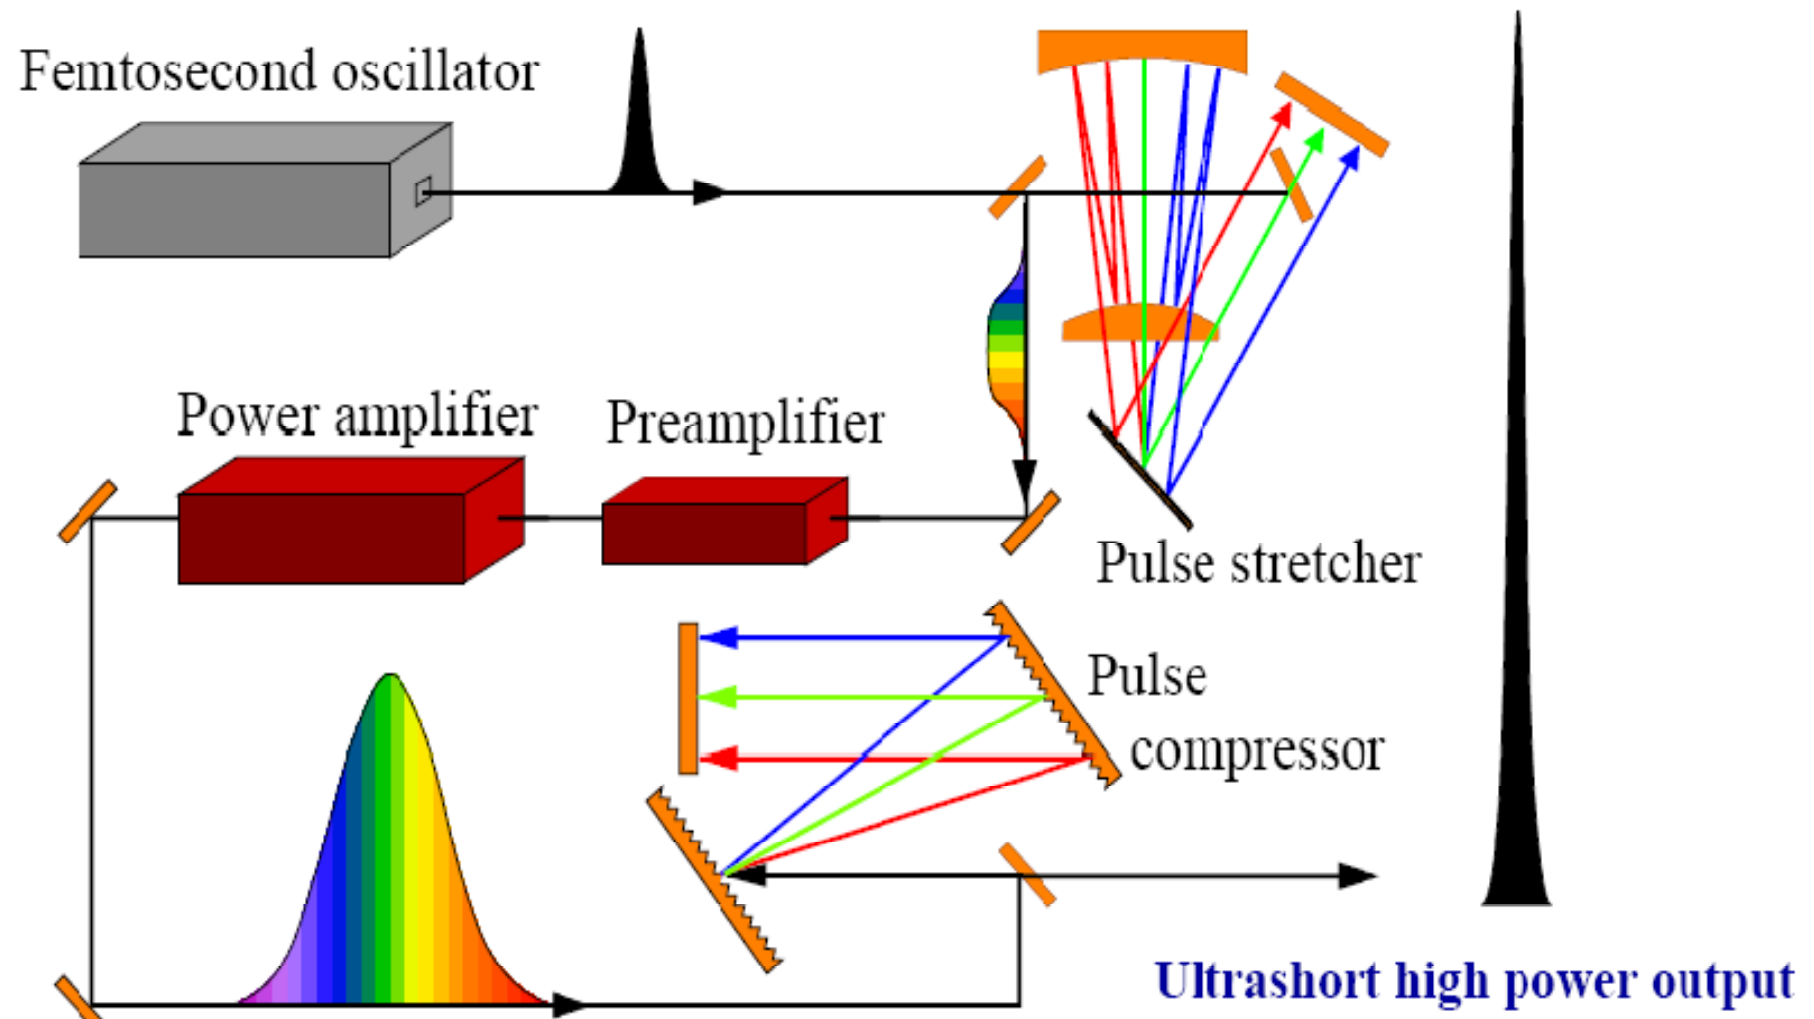 Femtosecond oscillator
Power amplifier
Preamplifier
Pulse stretcher
Pulse
compressor
Ultrashort high power output